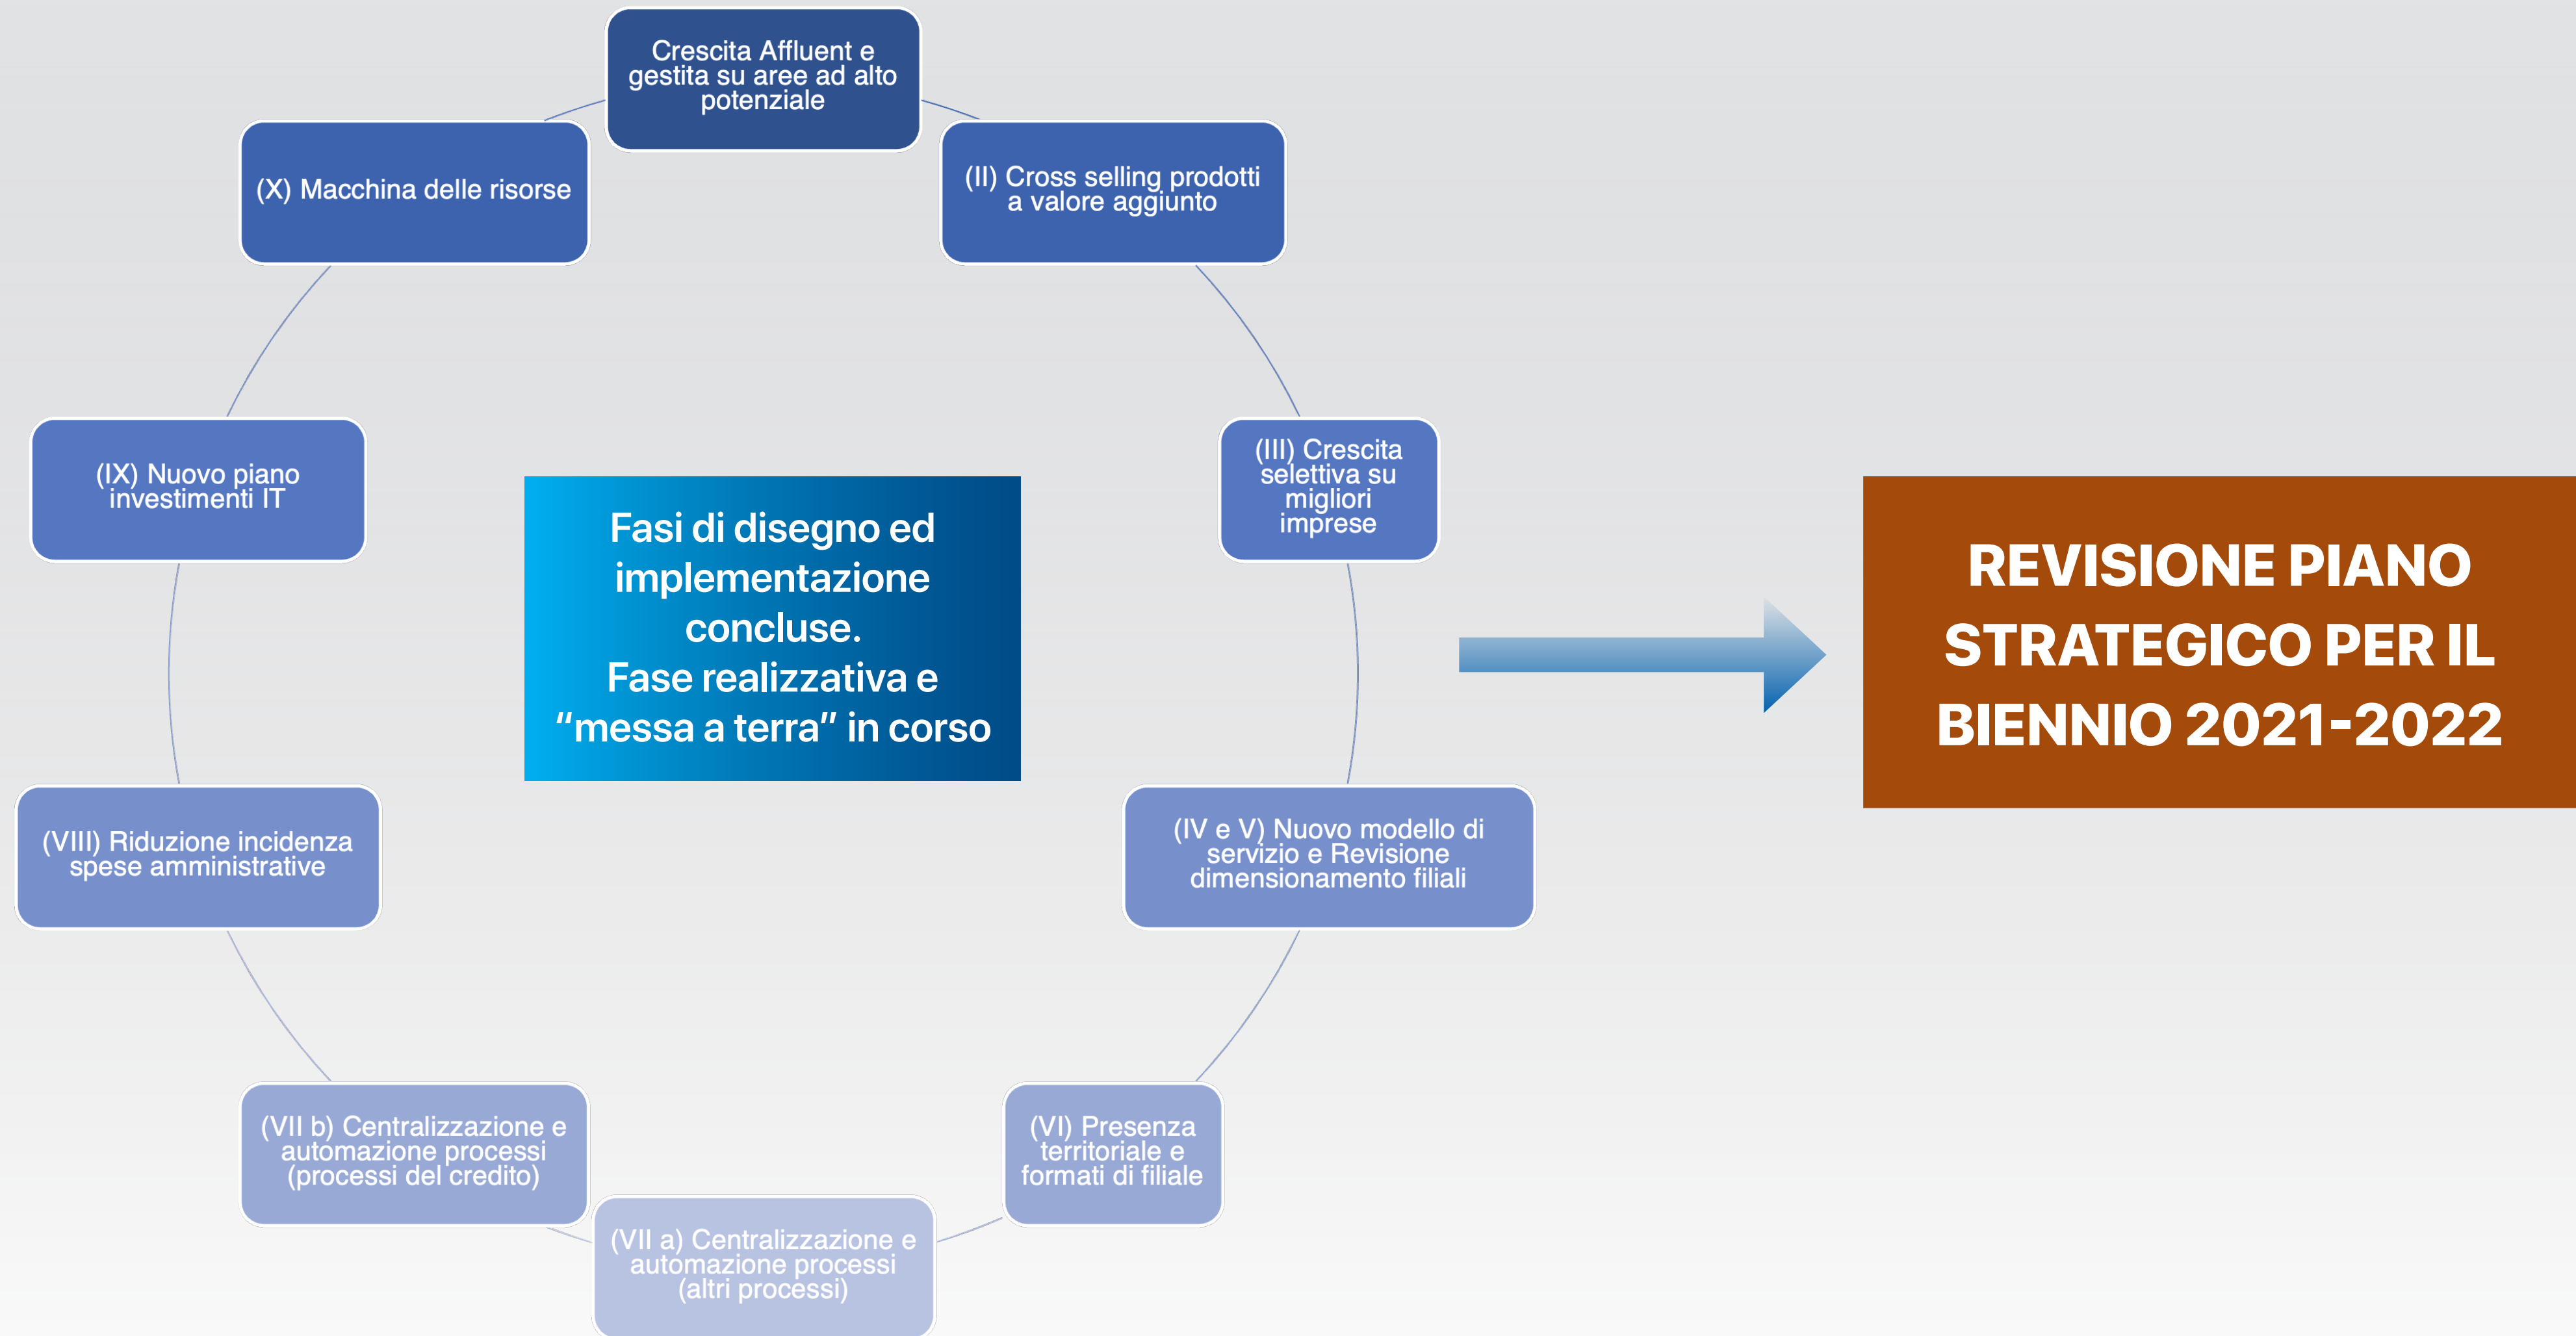 Crescita Affluent e
gestita su aree ad alto
potenziale
(II) Cross selling prodotti
a valore aggiunto
(III) Crescita
selettiva su
migliori
imprese
(IV e V) Nuovo modello di
servizio e Revisione
dimensionamento filiali
(VI) Presenza
territoriale e
formati di filiale
(VII a) Centralizzazione e
automazione processi
(altri processi)
(VII b) Centralizzazione e
automazione processi
(processi del credito)
(VIII) Riduzione incidenza
spese amministrative
(IX) Nuovo piano
investimenti IT
(X) Macchina delle risorse
Fasi di disegno ed
implementazione
concluse.
Fase realizzativa e
“messa a terra” in corso
REVISIONE PIANO
STRATEGICO PER IL
BIENNIO 2021-2022